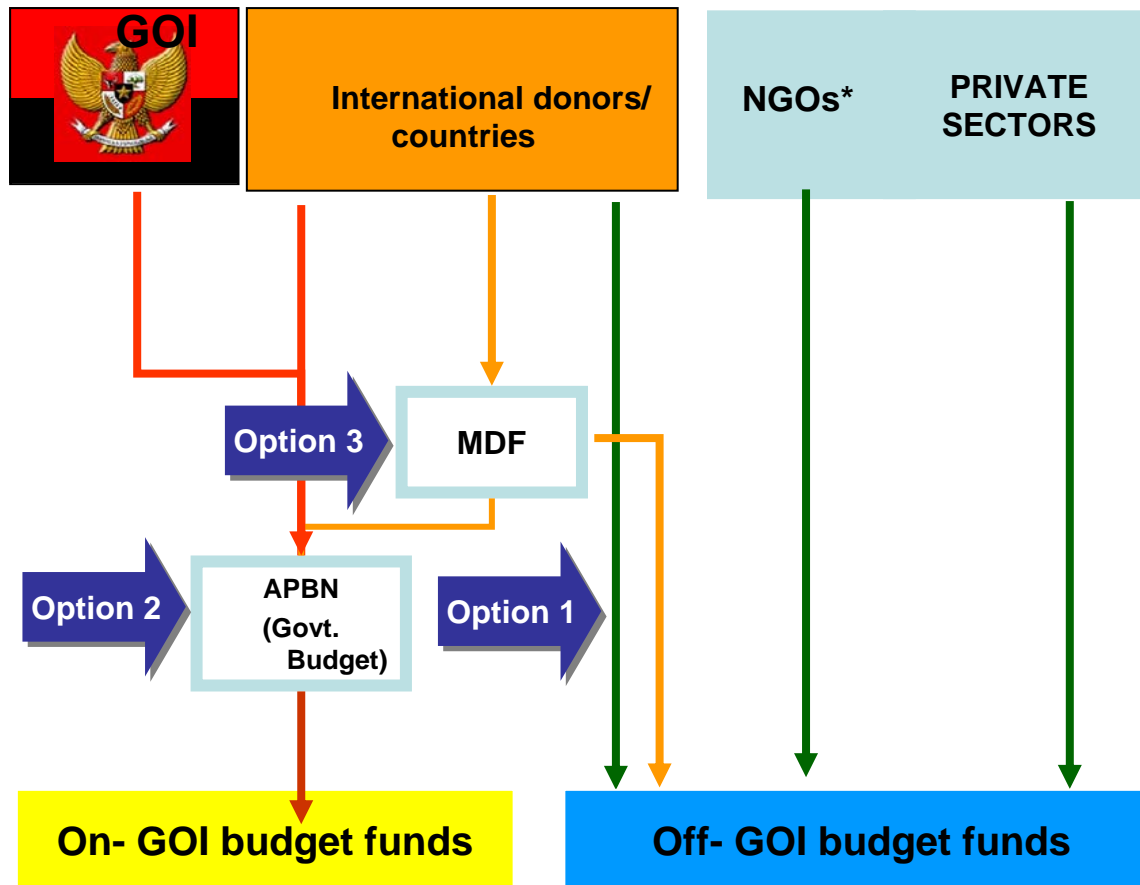 GOI
International donors/
countries
NGOs*
PRIVATE
SECTORS
Option 3
MDF
Option 2
APBN
(Govt.
Budget)
Option 1
On- GOI budget funds
Off- GOI budget funds